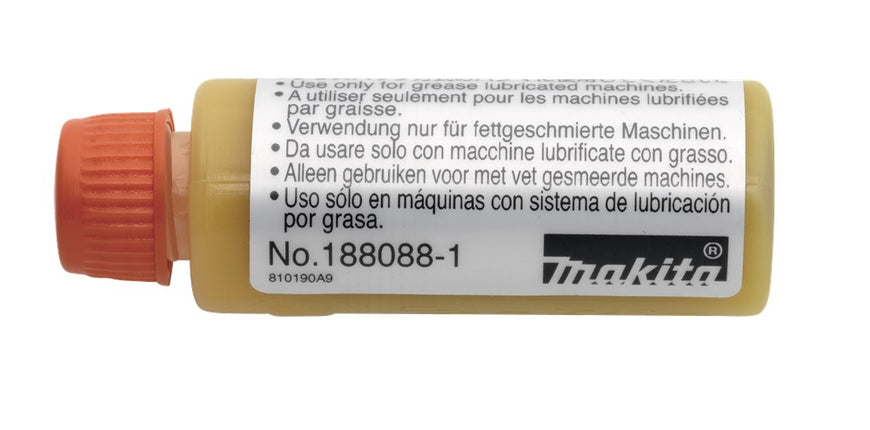 • Use only for grease lubricated machines.
• A utiliser seulement pour les machines lubrifiées
par graisse.
• Verwendung nur für fettgeschmierte Maschinen.
• Da usare solo con macchine lubrificate con grasso.
• Alleen gebruiken voor met vet gesmeerde machines.
• Uso sólo en máquinas con sistema de lubricación
por grasa.
No.188088-1
810190A9
makita®